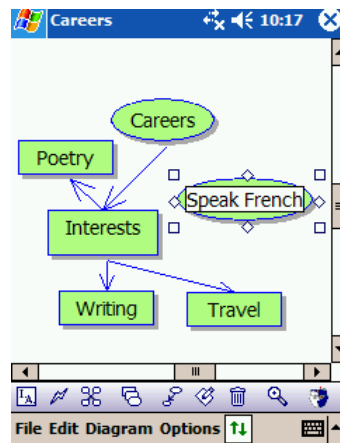 Careers 10:17
Careers
Poetry
Speak French
Interests
Writing
Travel
File Edit Diagram Options